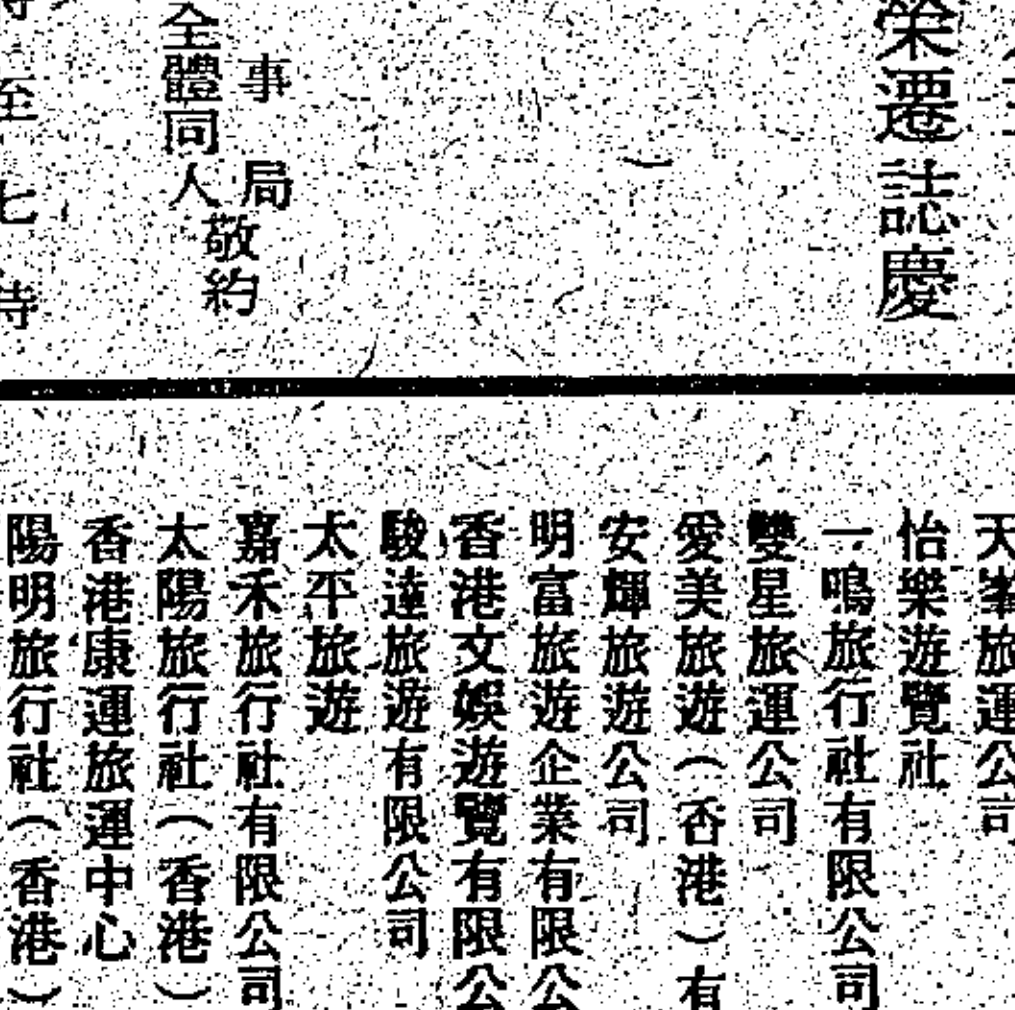 榮遷誌慶
事局
全體同人
敬約
至七時
天
旅運公司
怡樂遊覽社
一鳴旅行社有限公司
雙星旅運公司
愛美旅遊（香港）有
安輝旅遊公司
明富旅遊企業有限公
香港文娛遊覽有限公
駿達旅遊有限公司
太平旅遊
嘉禾旅行社有限公司
太陽旅行社（香港）
香港康運旅運中心
陽明旅行社（香港）